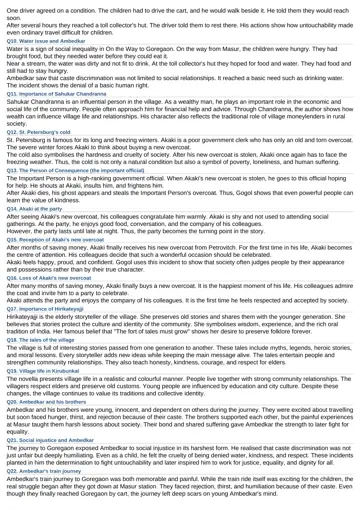 One driver agreed on a condition. The children had to drive the cart, and he would walk beside it. He told them they would reach
soon.
After several hours they reached a toll collector's hut. The driver told them to rest there. His actions show how untouchability made
even ordinary travel difficult for children.
Q10. Water issue and Ambedkar
Water is a sign of social inequality in On the Way to Goregaon. On the way from Masur, the children were hungry. They had
brought food, but they needed water before they could eat it.
Near a stream, the water was dirty and not fit to drink. At the toll collector's hut they hoped for food and water. They had food and
still had to stay hungry.
Ambedkar saw that caste discrimination was not limited to social relationships. It reached a basic need such as drinking water.
The incident shows the denial of a basic human right.
Q11. Importance of Sahukar Chandranna
Sahukar Chandranna is an influential person in the village. As a wealthy man, he plays an important role in the economic and
social life of the community. People often approach him for financial help and advice. Through Chandranna, the author shows how
wealth can influence village life and relationships. His character also reflects the traditional role of village moneylenders in rural
society.
Q12. St. Petersburg's cold
St. Petersburg is famous for its long and freezing winters. Akaki is a poor government clerk who has only an old and torn overcoat.
The severe winter forces Akaki to think about buying a new overcoat.
The cold also symbolises the hardness and cruelty of society. After his new overcoat is stolen, Akaki once again has to face the
freezing weather. Thus, the cold is not only a natural condition but also a symbol of poverty, loneliness, and human suffering.
Q13. The Person of Consequence (the important official)
The Important Person is a high-ranking government official. When Akaki's new overcoat is stolen, he goes to this official hoping
for help. He shouts at Akaki, insults him, and frightens him.
After Akaki dies, his ghost appears and steals the Important Person's overcoat. Thus, Gogol shows that even powerful people can
learn the value of kindness.
Q14. Akaki at the party
After seeing Akaki's new overcoat, his colleagues congratulate him warmly. Akaki is shy and not used to attending social
gatherings. At the party, he enjoys good food, conversation, and the company of his colleagues.
However, the party lasts until late at night. Thus, the party becomes the turning point in the story.
Q15. Reception of Akaki's new overcoat
After months of saving money, Akaki finally receives his new overcoat from Petrovitch. For the first time in his life, Akaki becomes
the centre of attention. His colleagues decide that such a wonderful occasion should be celebrated.
Akaki feels happy, proud, and confident. Gogol uses this incident to show that society often judges people by their appearance
and possessions rather than by their true character.
Q16. Loss of Akaki's new overcoat
After many months of saving money, Akaki finally buys a new overcoat. It is the happiest moment of his life. His colleagues admire
the coat and invite him to a party to celebrate.
Akaki attends the party and enjoys the company of his colleagues. It is the first time he feels respected and accepted by society.
Q17. Importance of Hirikateyajji
Hirikatayajji is the elderly storyteller of the village. She preserves old stories and shares them with the younger generation. She
believes that stories protect the culture and identity of the community. She symbolises wisdom, experience, and the rich oral
tradition of India. Her famous belief that "The fort of tales must grow" shows her desire to preserve folklore forever.
Q18. The tales of the village
The village is full of interesting stories passed from one generation to another. These tales include myths, legends, heroic stories,
and moral lessons. Every storyteller adds new ideas while keeping the main message alive. The tales entertain people and
strengthen community relationships. They also teach honesty, kindness, courage, and respect for elders.
Q19. Village life in Kirubonkal
The novella presents village life in a realistic and colourful manner. People live together with strong community relationships. The
villagers respect elders and preserve old customs. Young people are influenced by education and city culture. Despite these
changes, the village continues to value its traditions and collective identity.
Q20. Ambedkar and his brothers
Ambedkar and his brothers were young, innocent, and dependent on others during the journey. They were excited about travelling
but soon faced hunger, thirst, and rejection because of their caste. The brothers supported each other, but the painful experiences
at Masur taught them harsh lessons about society. Their bond and shared suffering gave Ambedkar the strength to later fight for
equality.
Q21. Social injustice and Ambedkar
The journey to Goregaon exposed Ambedkar to social injustice in its harshest form. He realised that caste discrimination was not
just unfair but deeply humiliating. Even as a child, he felt the cruelty of being denied water, kindness, and respect. These incidents
planted in him the determination to fight untouchability and later inspired him to work for justice, equality, and dignity for all.
Q22. Ambedkar's train journey
Ambedkar's train journey to Goregaon was both memorable and painful. While the train ride itself was exciting for the children, the
real struggle began after they got down at Masur station. They faced rejection, thirst, and humiliation because of their caste. Even
though they finally reached Goregaon by cart, the journey left deep scars on young Ambedkar's mind.